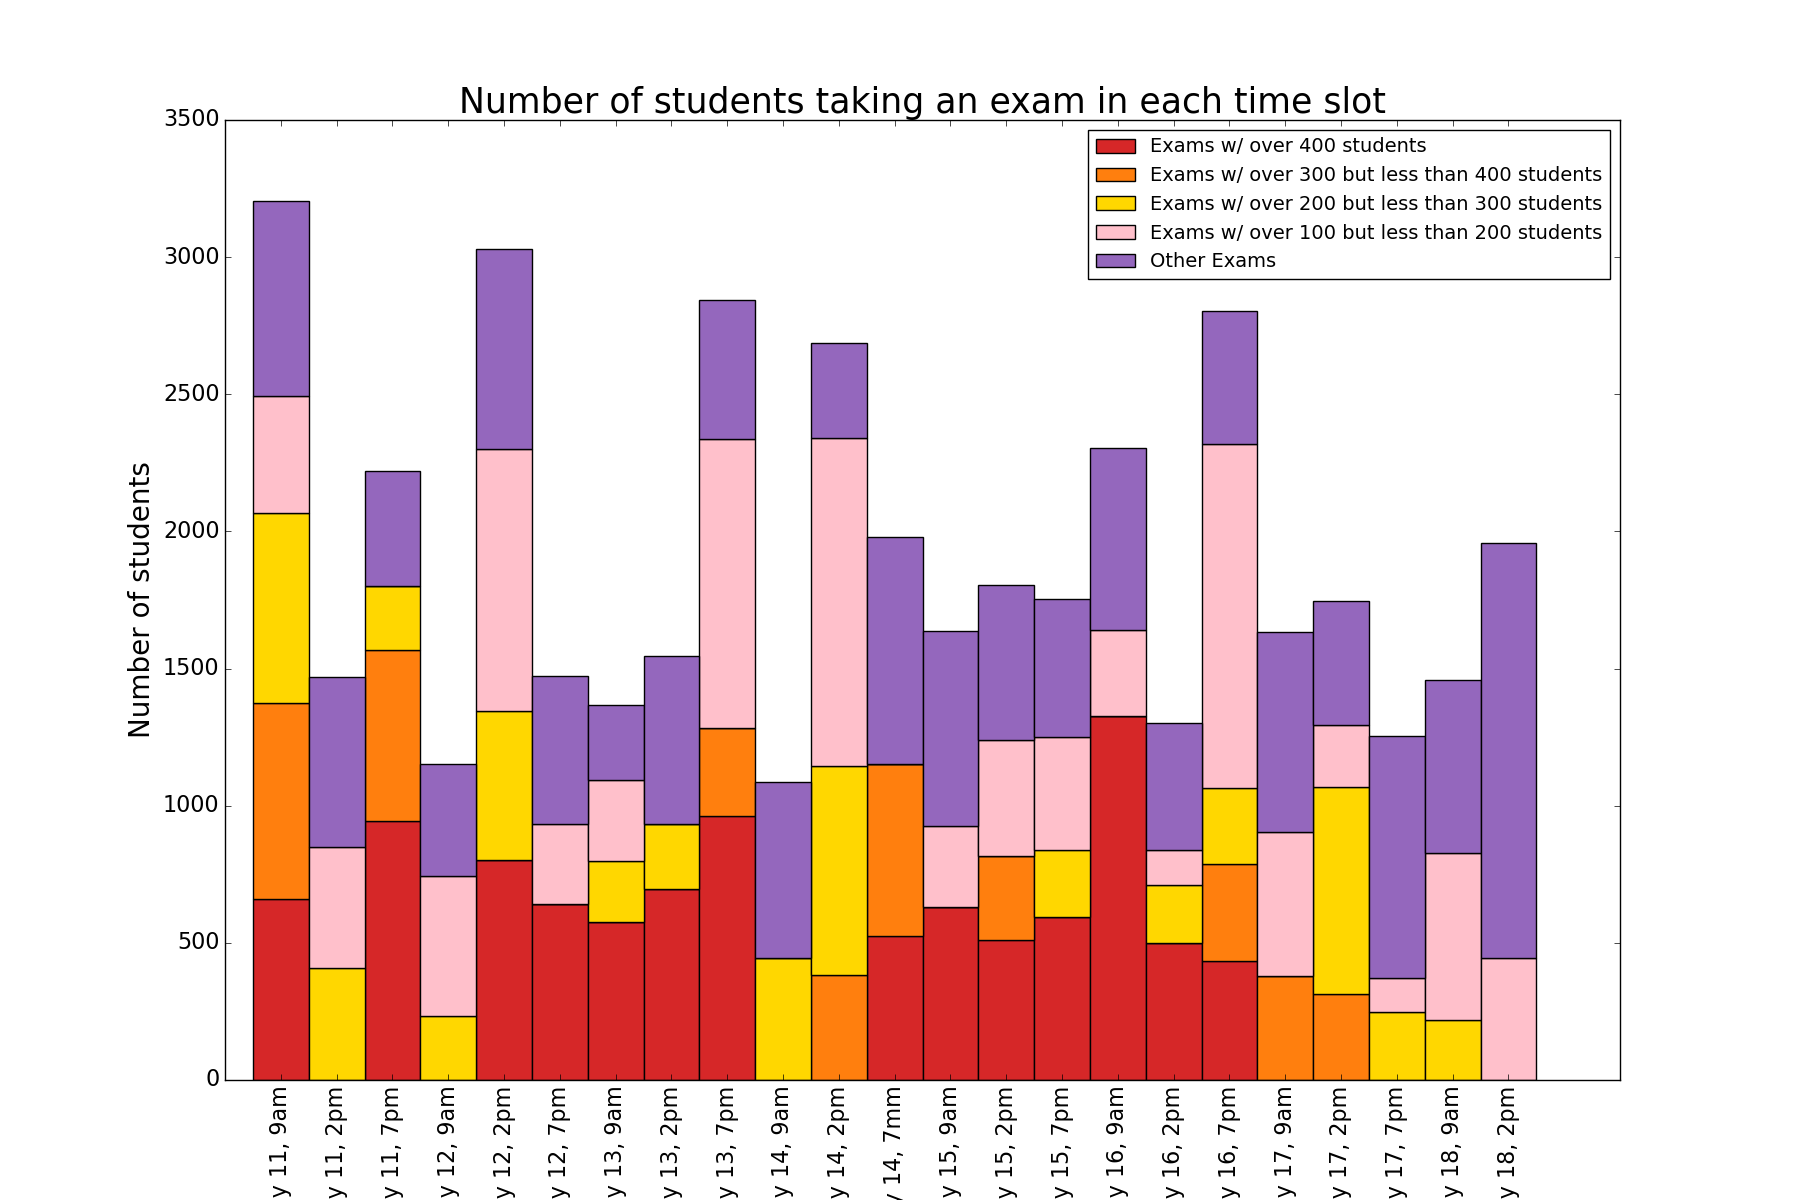 Number of students taking an exam in each time slot
Exams w/ over 400 students
Exams w/ over 300 but less than 400 students
Exams w/ over 200 but less than 300 students
Exams w/ over 100 but less than 200 students
Other Exams
Number of students
3500
3000
2500
2000
1500
1000
500
0
y 11, 9am
y 11, 2pm
y 11, 7pm
y 12, 9am
y 12, 2pm
y 12, 7pm
y 13, 9am
y 13, 2pm
y 13, 7pm
y 14, 9am
y 14, 2pm
y 14, 7mm
y 15, 9am
y 15, 2pm
y 15, 7pm
y 16, 9am
y 16, 2pm
y 16, 7pm
y 17, 9am
y 17, 2pm
y 17, 7pm
y 18, 9am
y 18, 2pm